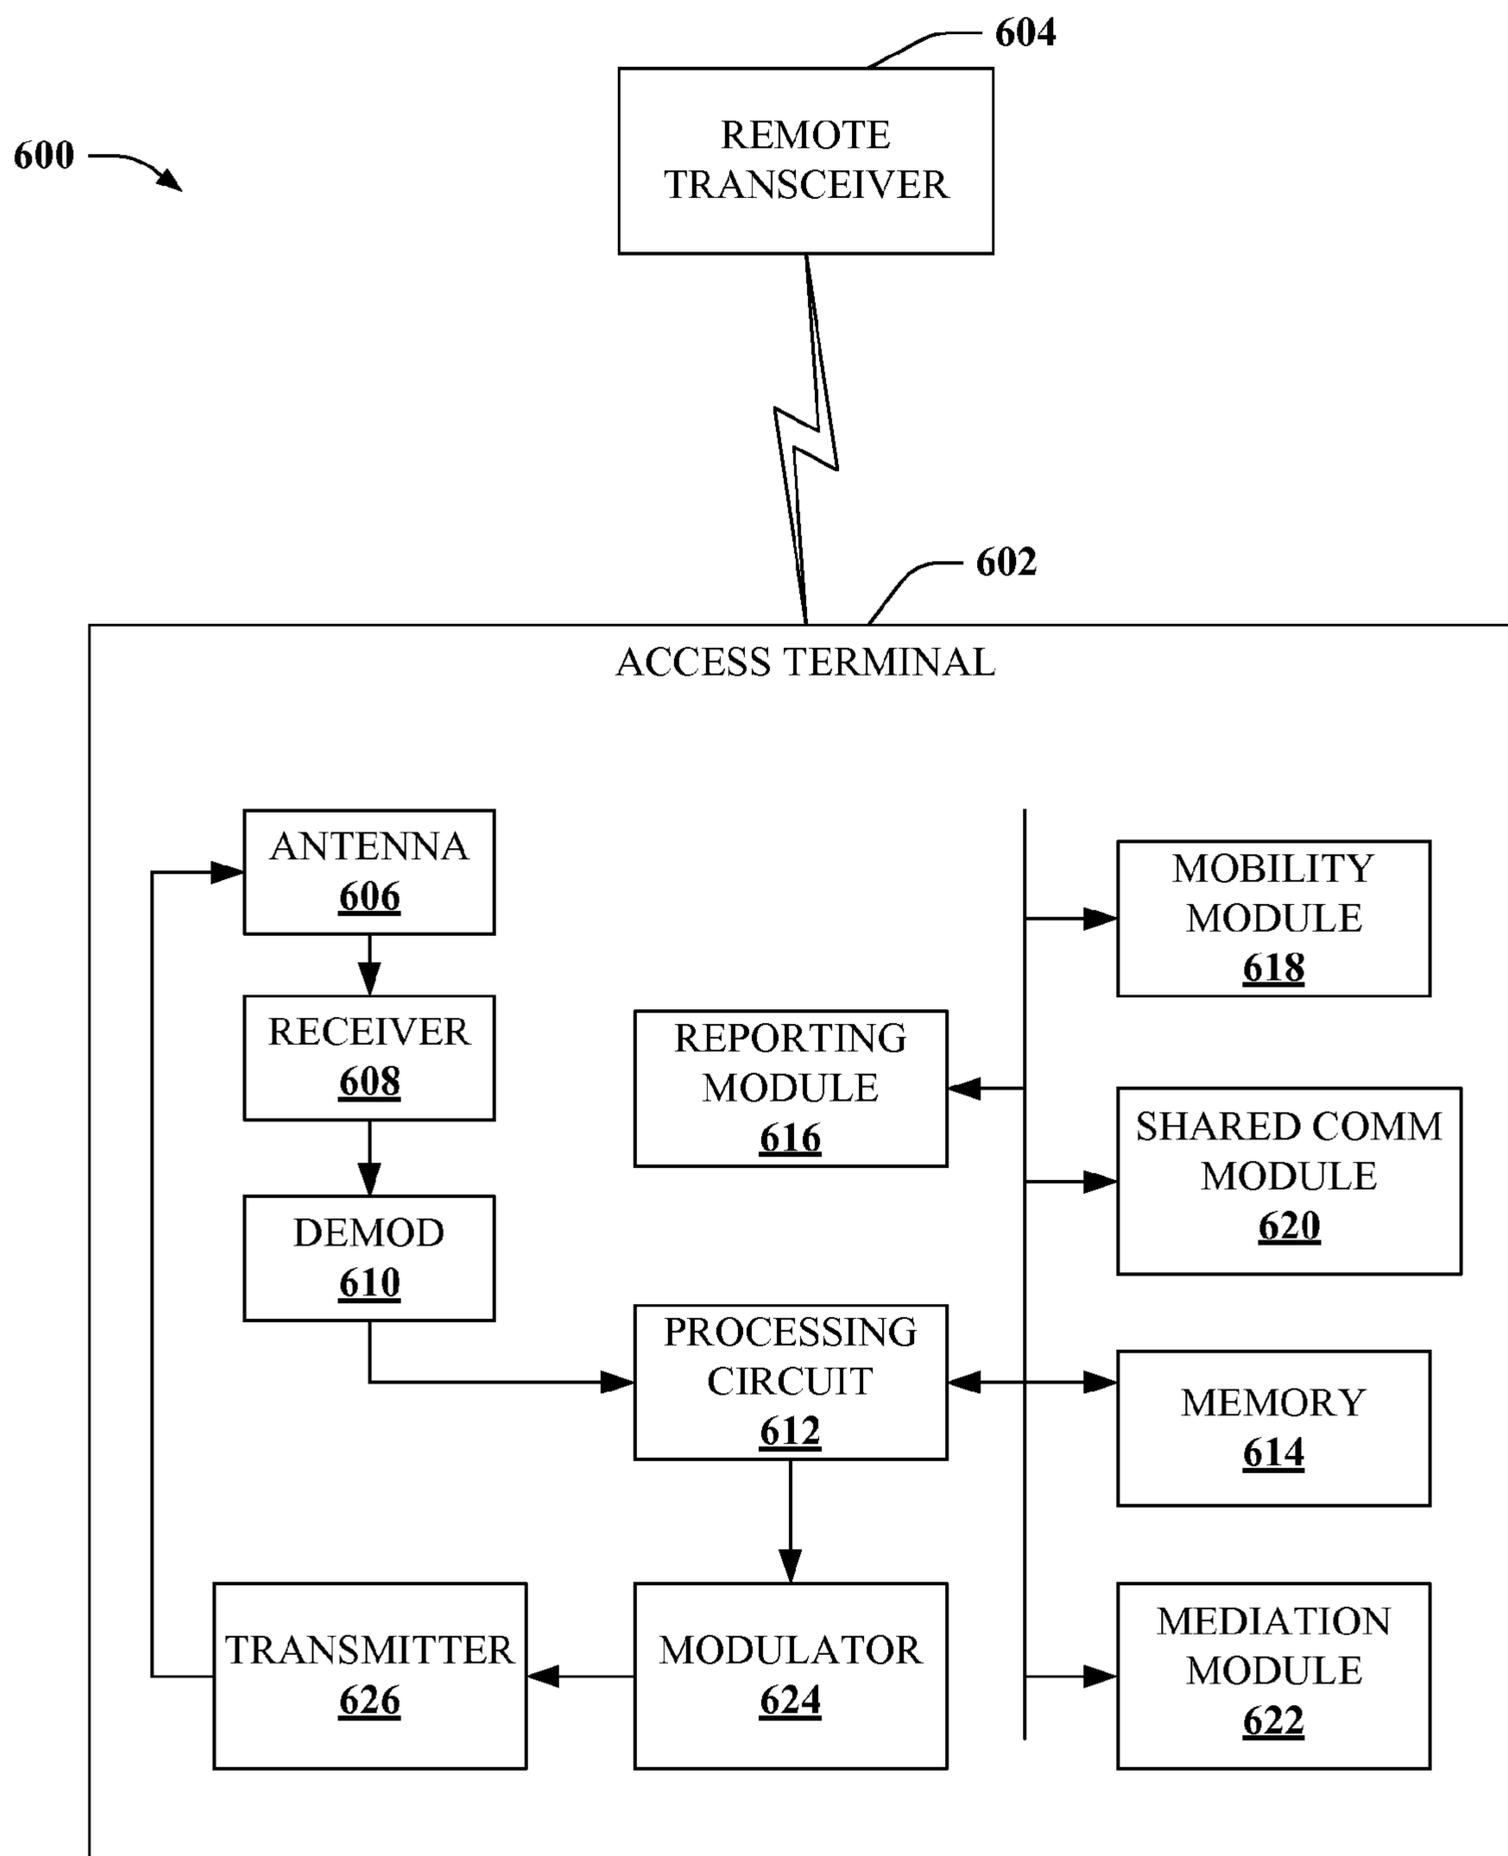 604
REMOTE
TRANSCEIVER
600
602
ACCESS TERMINAL
ANTENNA
606
RECEIVER
608
DEMOD
610
REPORTING
MODULE
616
PROCESSING
CIRCUIT
612
TRANSMITTER
626
MODULATOR
624
MOBILITY
MODULE
618
SHARED COMM
MODULE
620
MEMORY
614
MEDIATION
MODULE
622